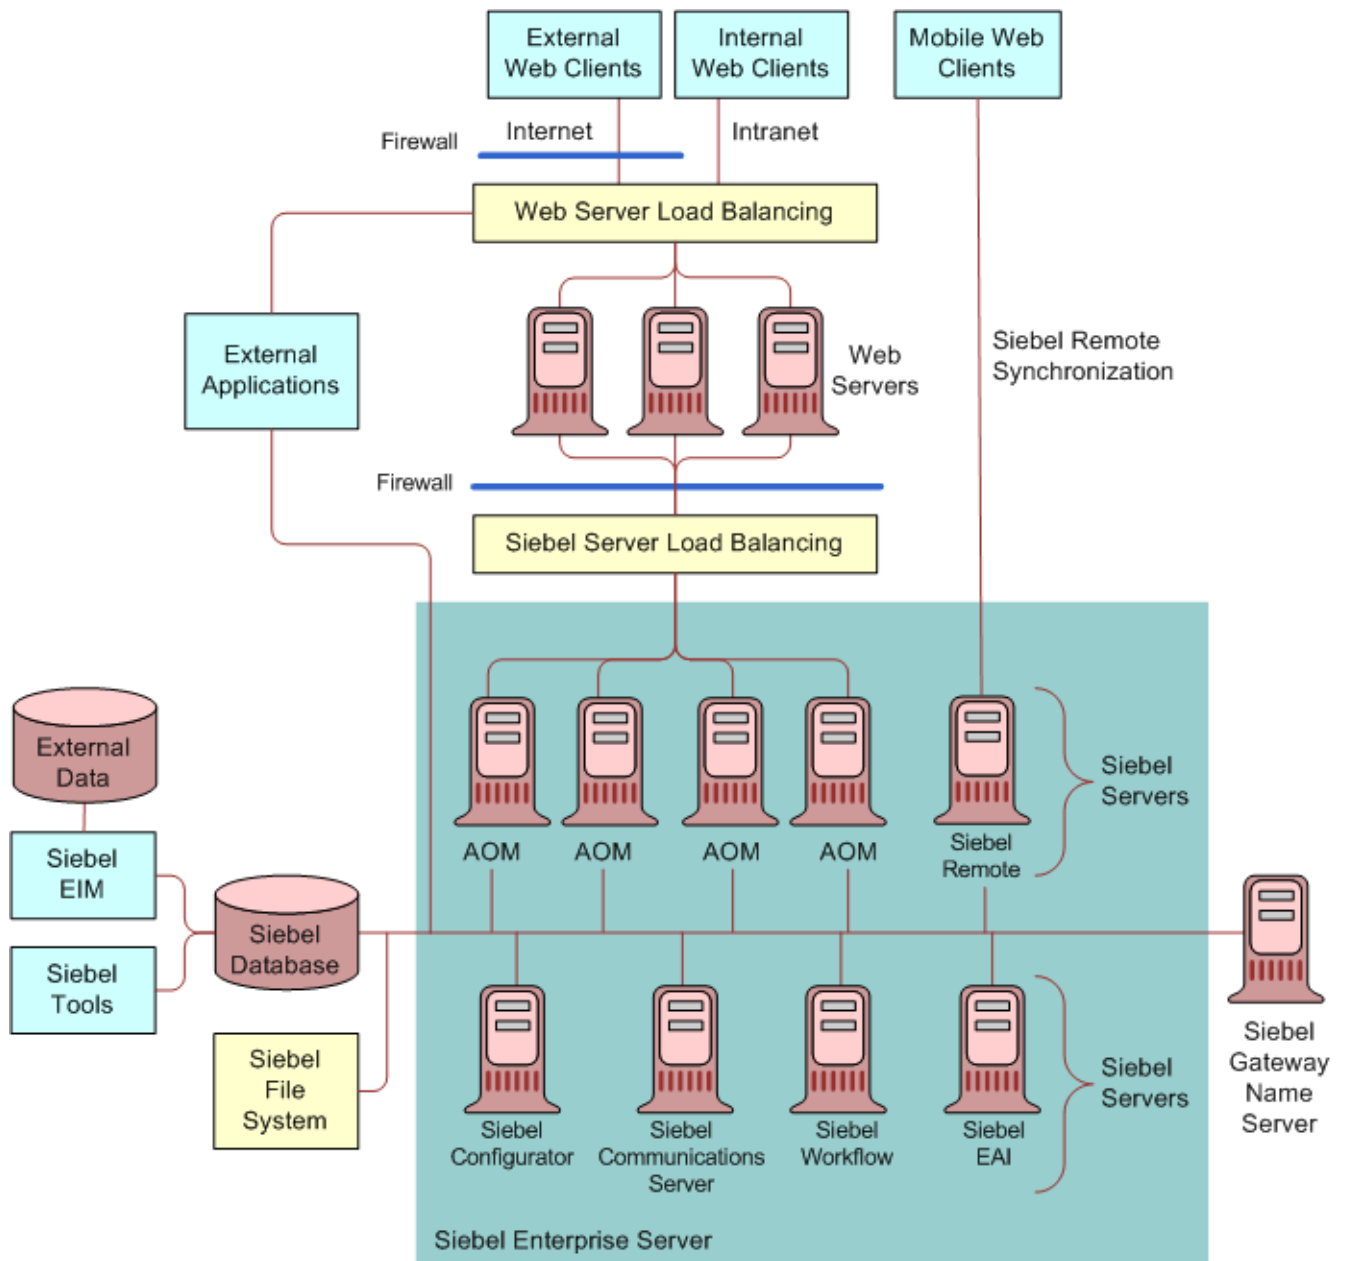 External
Web Clients
Internal
Web Clients
Mobile Web
Clients
Firewall
Internet
Intranet
Web Server Load Balancing
External
Applications
Web
Servers
Siebel Remote
Synchronization
Firewall
Siebel Server Load Balancing
External
Data
Siebel
Servers
AOM
AOM
AOM
AOM
Siebel
Remote
Siebel
EIM
Siebel
Database
Siebel
Tools
Siebel
File
System
Siebel
Configurator
Siebel
Communications
Server
Siebel
Workflow
Siebel
EAI
Siebel
Servers
Siebel
Gateway
Name
Server
Siebel Enterprise Server